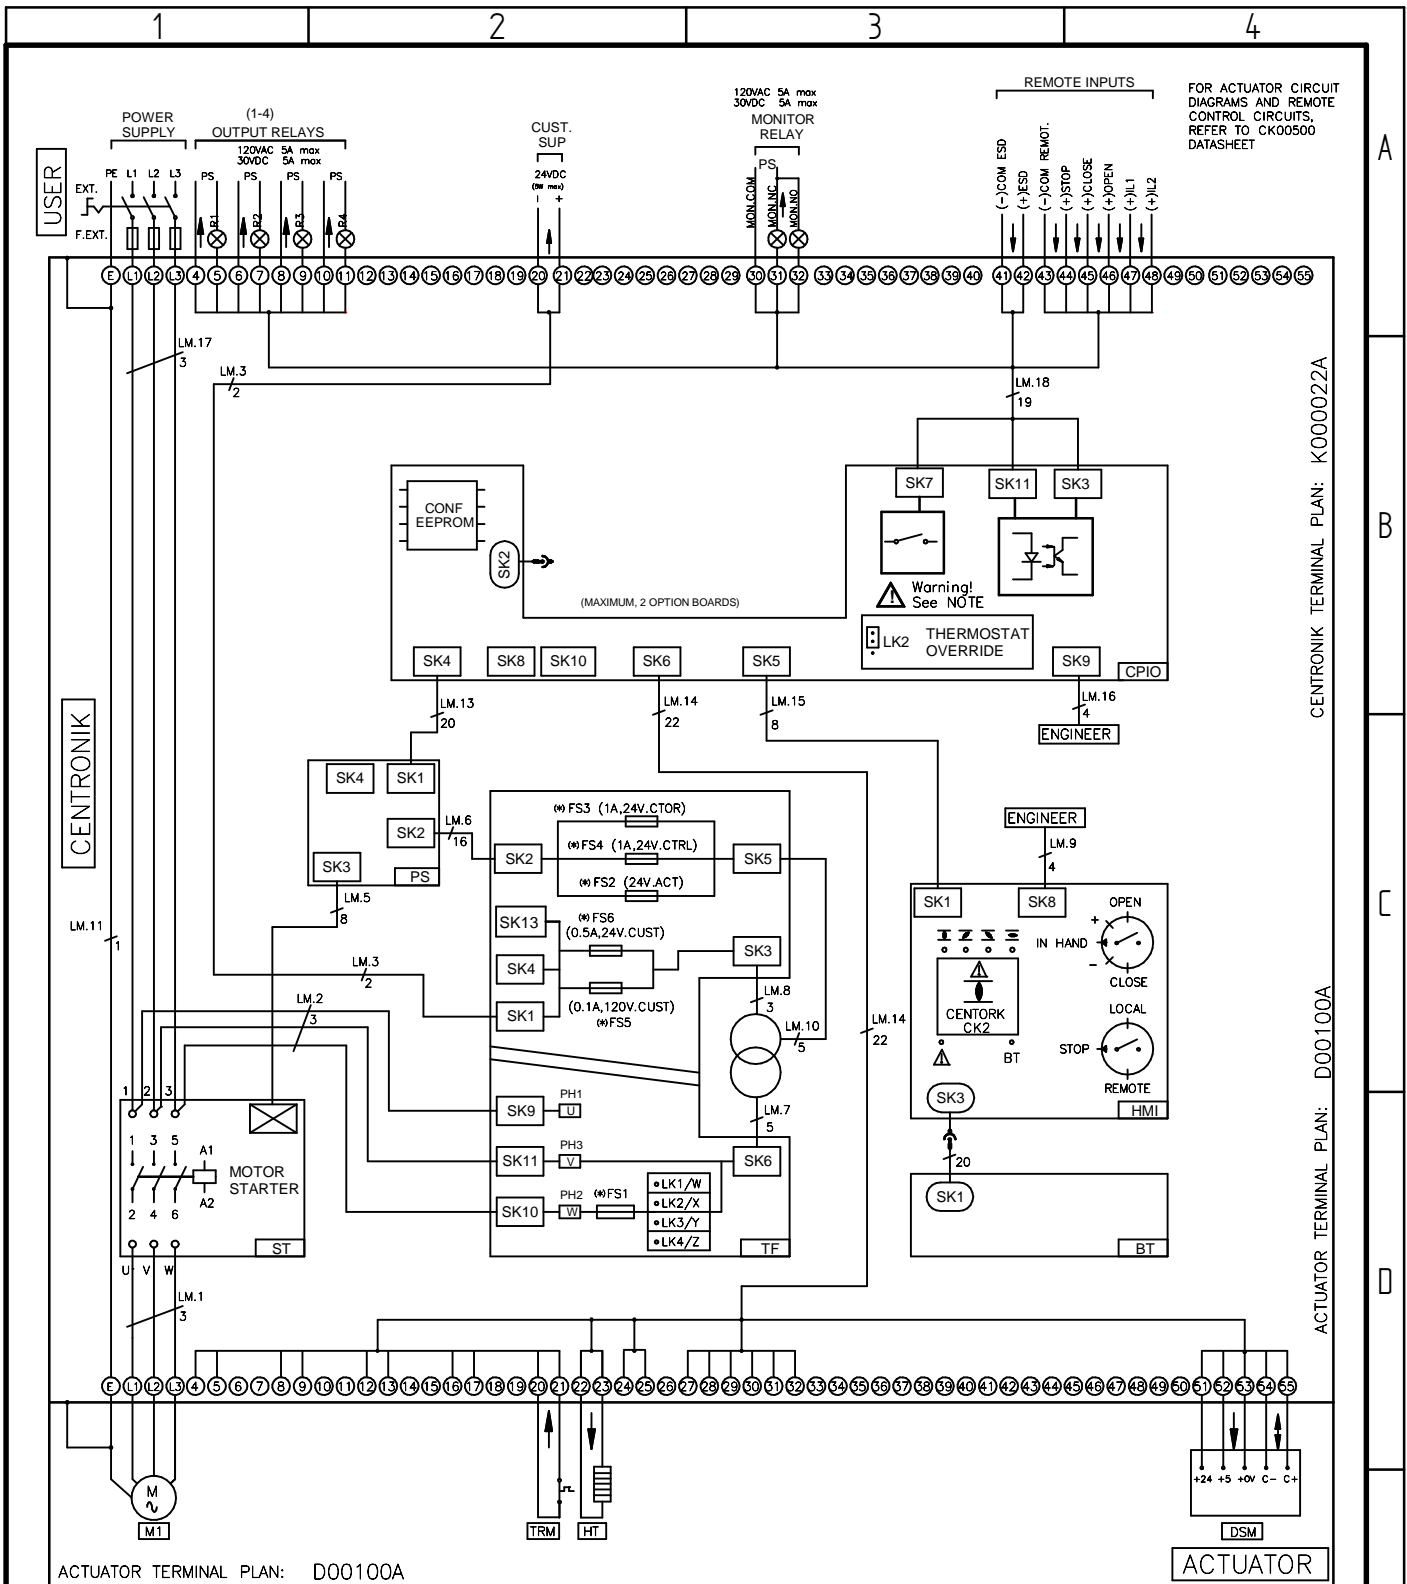 1 2 3 4
A
B
C
D
USER
POWER
SUPPLY
(1-4)
OUTPUT RELAYS
120VAC 5A max
30VDC 5A max
CUST.
SUP
24VDC
(5W max)
- +
120VAC 5A max
30VDC 5A max
MONITOR
RELAY
PS
REMOTE INPUTS
FOR ACTUATOR CIRCUIT
DIAGRAMS AND REMOTE
CONTROL CIRCUITS,
REFER TO CK00500
DATASHEET
PE L1 L2 L3
PS PS PS PS
EXT.
F.EXT.
R1 R2 R3 R4
MON.COM
MON.NC
MON.NO
(-)COM ESD
(+)ESD
(-)COM REMOT.
(+)STOP
(+)CLOSE
(+)OPEN
(+)IL1
(+)IL2
E L1 L2 L3 4 5 6 7 8 9 10 11 12 13 14 15 16 17 18 19 20 21 22 23 24 25 26 27 28 29 30 31 32 33 34 35 36 37 38 39 40 41 42 43 44 45 46 47 48 49 50 51 52 53 54 55
LM.17
3
LM.3
2
LM.18
19
CENTRONIK TERMINAL PLAN: K000022A
CONF
EEPROM
SK2
SK7
SK11
SK3
Warning!
See NOTE
(MAXIMUM, 2 OPTION BOARDS)
LK2
THERMOSTAT
OVERRIDE
SK4
SK8
SK10
SK6
SK5
SK9
CPIO
LM.13
20
LM.14
22
LM.15
8
LM.16
4
ENGINEER
CENTRONIK
SK4
SK1
SK2
SK3
PS
LM.6
16
LM.5
8
(*) FS3 (1A,24V.CTOR)
(*) FS4 (1A,24V.CTRL)
(*) FS2 (24V.ACT)
SK2
SK5
SK13
(*) FS6
(0.5A,24V.CUST)
SK4
SK3
SK1
(0.1A,120V.CUST)
(*)FS5
LM.3
2
LM.8
3
LM.10
5
LM.14
22
LM.7
5
LM.11
1
LM.2
3
ENGINEER
LM.9
4
SK1
SK8
OPEN
+
IN HAND
-
CLOSE
CENTORK
CK2
BT
LOCAL
STOP
REMOTE
SK3
HMI
20
SK1
BT
1 2 3
1 3 5
A1
A2
2 4 6
MOTOR
STARTER
ST
U V W
SK9
PH1
U
SK11
PH3
V
SK10
PH2
W
(*)FS1
SK6
LK1/W
LK2/X
LK3/Y
LK4/Z
TF
ACTUATOR TERMINAL PLAN: D00100A
LM.1
3
E L1 L2 L3 4 5 6 7 8 9 10 11 12 13 14 15 16 17 18 19 20 21 22 23 24 25 26 27 28 29 30 31 32 33 34 35 36 37 38 39 40 41 42 43 44 45 46 47 48 49 50 51 52 53 54 55
M
M1
TRM
HT
+24 +5 +0V C- C+
DSM
ACTUATOR TERMINAL PLAN: D00100A
ACTUATOR